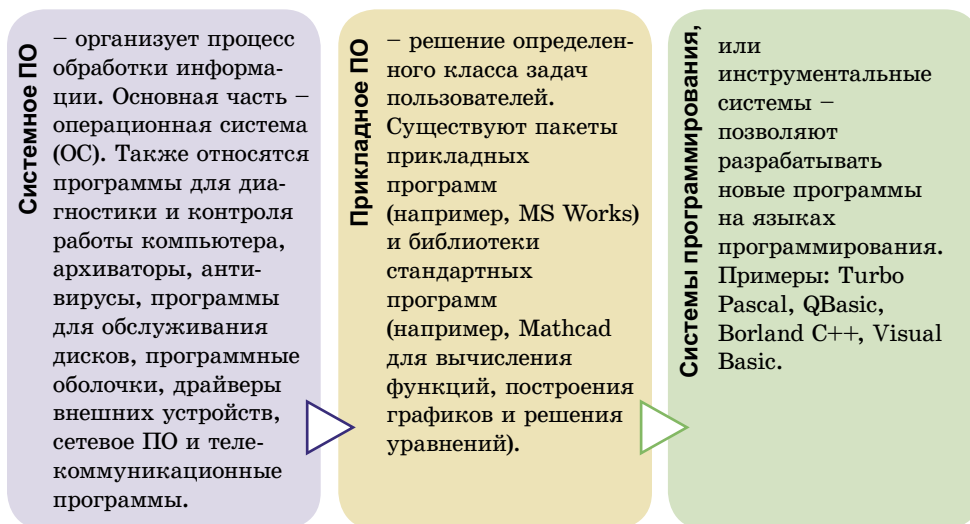 Системное ПО
– организует процесс
обработки информа-
ции. Основная часть –
операционная система
(ОС). Также относятся
программы для диа-
гностики и контроля
работы компьютера,
архиваторы, анти-
вирусы, программы
для обслуживания
дисков, программные
оболочки, драйверы
внешних устройств,
сетевое ПО и теле-
коммуникационные
программы.
Прикладное ПО
– решение определен-
ного класса задач
пользователей.
Существуют пакеты
прикладных
программ
(например, MS Works)
и библиотеки
стандартных
программ
(например, Mathcad
для вычисления
функций, построения
графиков и решения
уравнений).
Системы программирования,
или
инструментальные
системы –
позволяют
разрабатывать
новые программы
на языках
программирования.
Примеры: Turbo
Pascal, QBasic,
Borland C++, Visual
Basic.